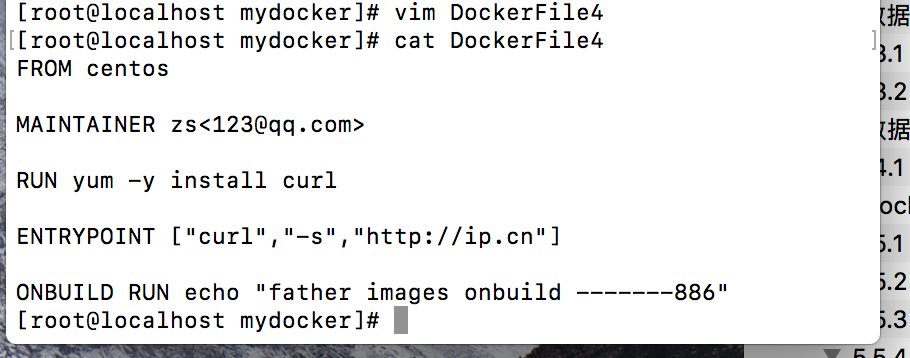 [root@localhost mydocker]# vim DockerFile4
[[root@localhost mydocker]# cat DockerFile4 ]
FROM centos
MAINTAINER zs<123@qq.com>
RUN yum -y install curl
ENTRYPOINT ["curl","-s","http://ip.cn"]
ONBUILD RUN echo "father images onbuild -------886"
[root@localhost mydocker]#
据
3.1
3.2
数据
4.1
ock
5.1
5.2
5.3
5.5.4